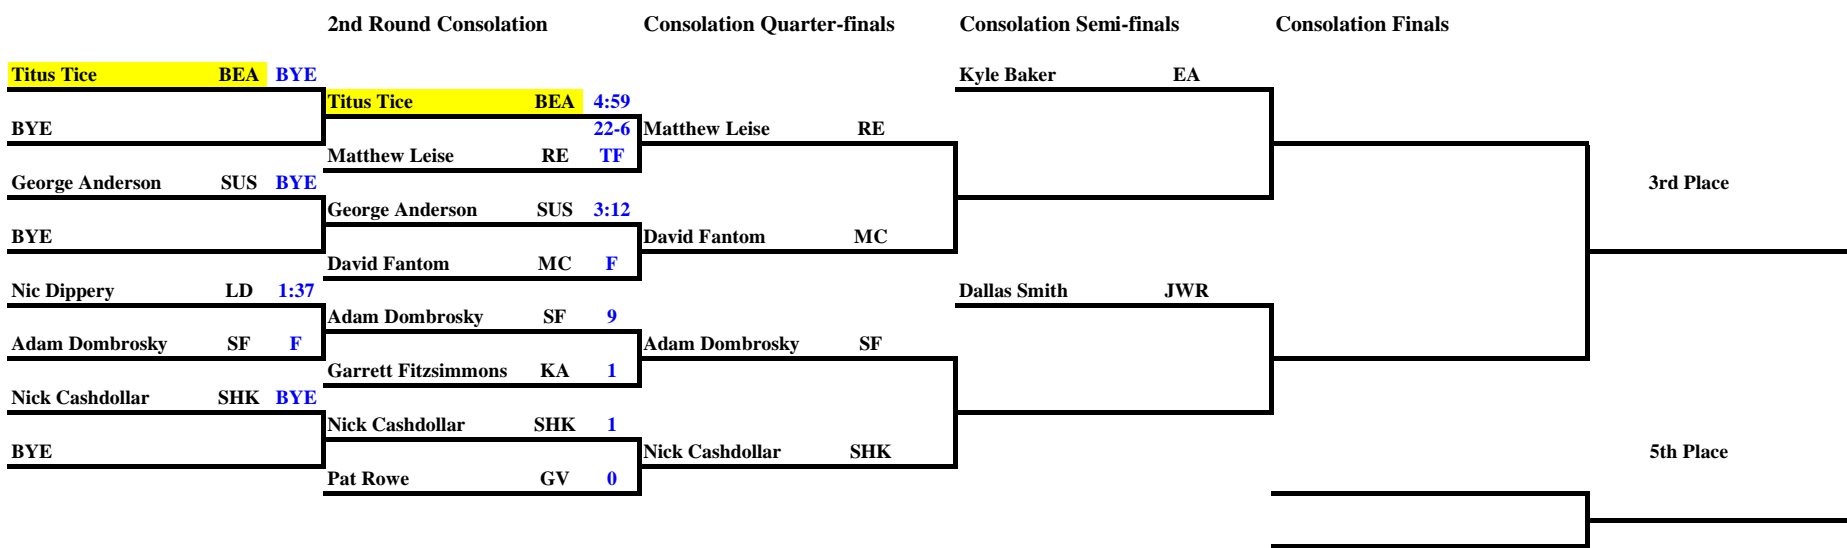 2nd Round Consolation Consolation Quarter-finals Consolation Semi-finals Consolation Finals
Titus Tice BEA BYE Kyle Baker EA
Titus Tice BEA 4:59
BYE 22-6 Matthew Leise RE
Matthew Leise RE TF
George Anderson SUS BYE 3rd Place
George Anderson SUS 3:12
BYE David Fantom MC
David Fantom MC F
Nic Dippery LD 1:37 Dallas Smith JWR
Adam Dombrosky SF 9
Adam Dombrosky SF F Adam Dombrosky SF
Garrett Fitzsimmons KA 1
Nick Cashdollar SHK BYE
Nick Cashdollar SHK 1
BYE Nick Cashdollar SHK 5th Place
Pat Rowe GV 0